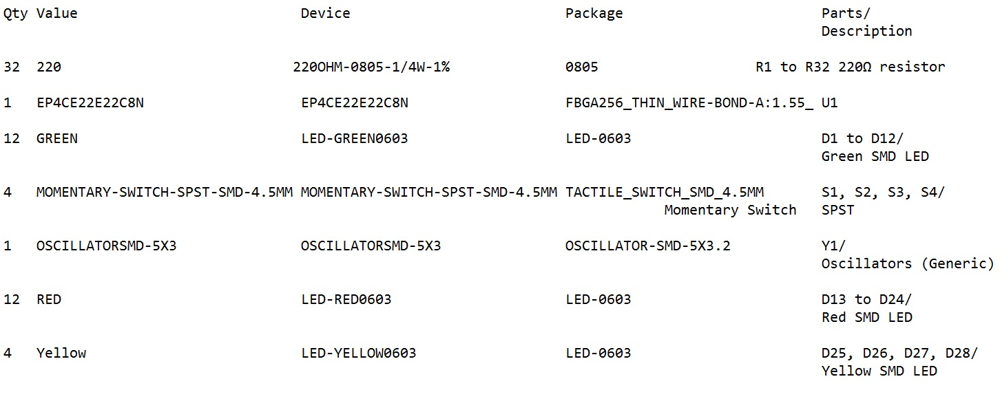 Qty Value Device Package Parts/
Description
32 220 220OHM-0805-1/4W-1% 0805 R1 to R32 220Ω resistor
1 EP4CE22E22C8N EP4CE22E22C8N FBGA256_THIN_WIRE-BOND-A:1.55_ U1
12 GREEN LED-GREEN0603 LED-0603 D1 to D12/
Green SMD LED
4 MOMENTARY-SWITCH-SPST-SMD-4.5MM MOMENTARY-SWITCH-SPST-SMD-4.5MM TACTILE_SWITCH_SMD_4.5MM S1, S2, S3, S4/
Momentary Switch SPST
1 OSCILLATORSMD-5X3 OSCILLATORSMD-5X3 OSCILLATOR-SMD-5X3.2 Y1/
Oscillators (Generic)
12 RED LED-RED0603 LED-0603 D13 to D24/
Red SMD LED
4 Yellow LED-YELLOW0603 LED-0603 D25, D26, D27, D28/
Yellow SMD LED